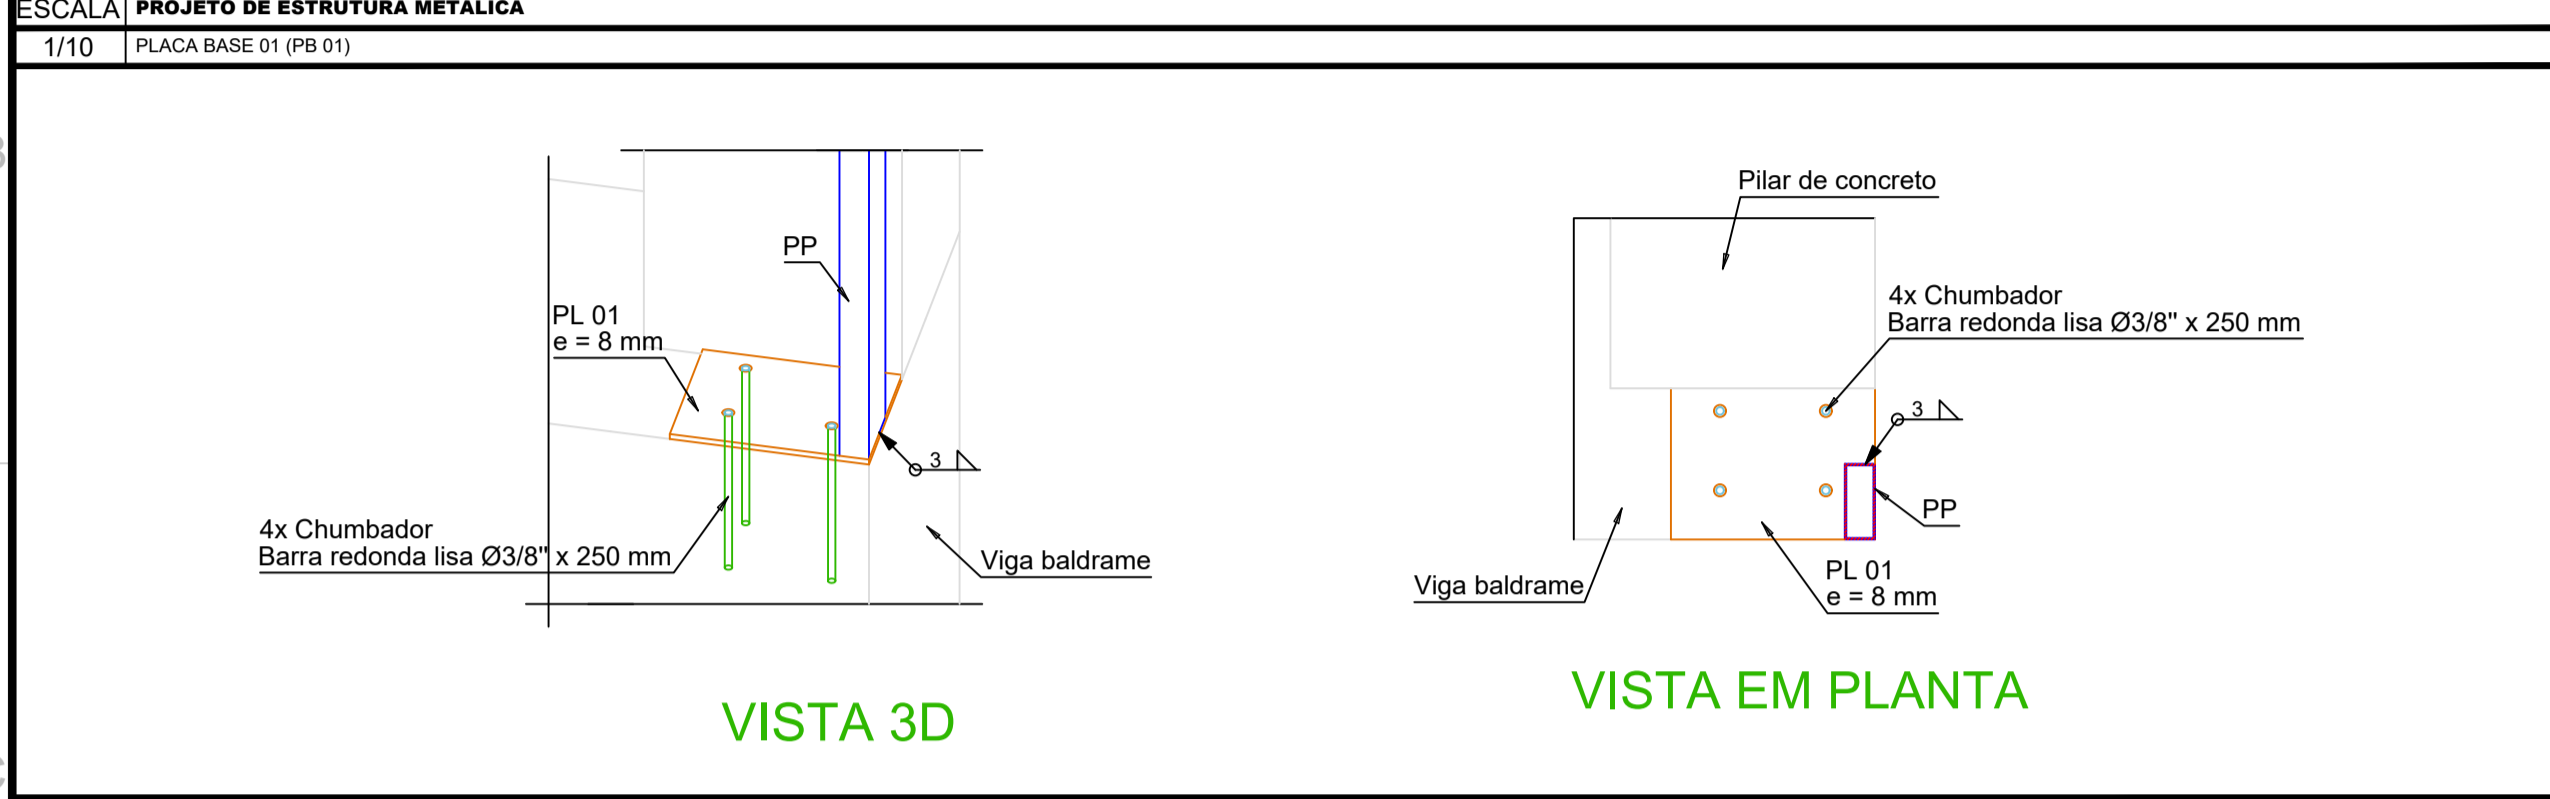 ESCALA
PROJETO DE ESTRUTURA METÁLICA
1/10
PLACA BASE 01 (PB 01)
PP
PL 01
e = 8 mm
3
4x Chumbador
Barra redonda lisa Ø3/8" x 250 mm
Viga baldrame
VISTA 3D
Pilar de concreto
4x Chumbador
Barra redonda lisa Ø3/8" x 250 mm
3
PP
PL 01
e = 8 mm
Viga baldrame
VISTA EM PLANTA